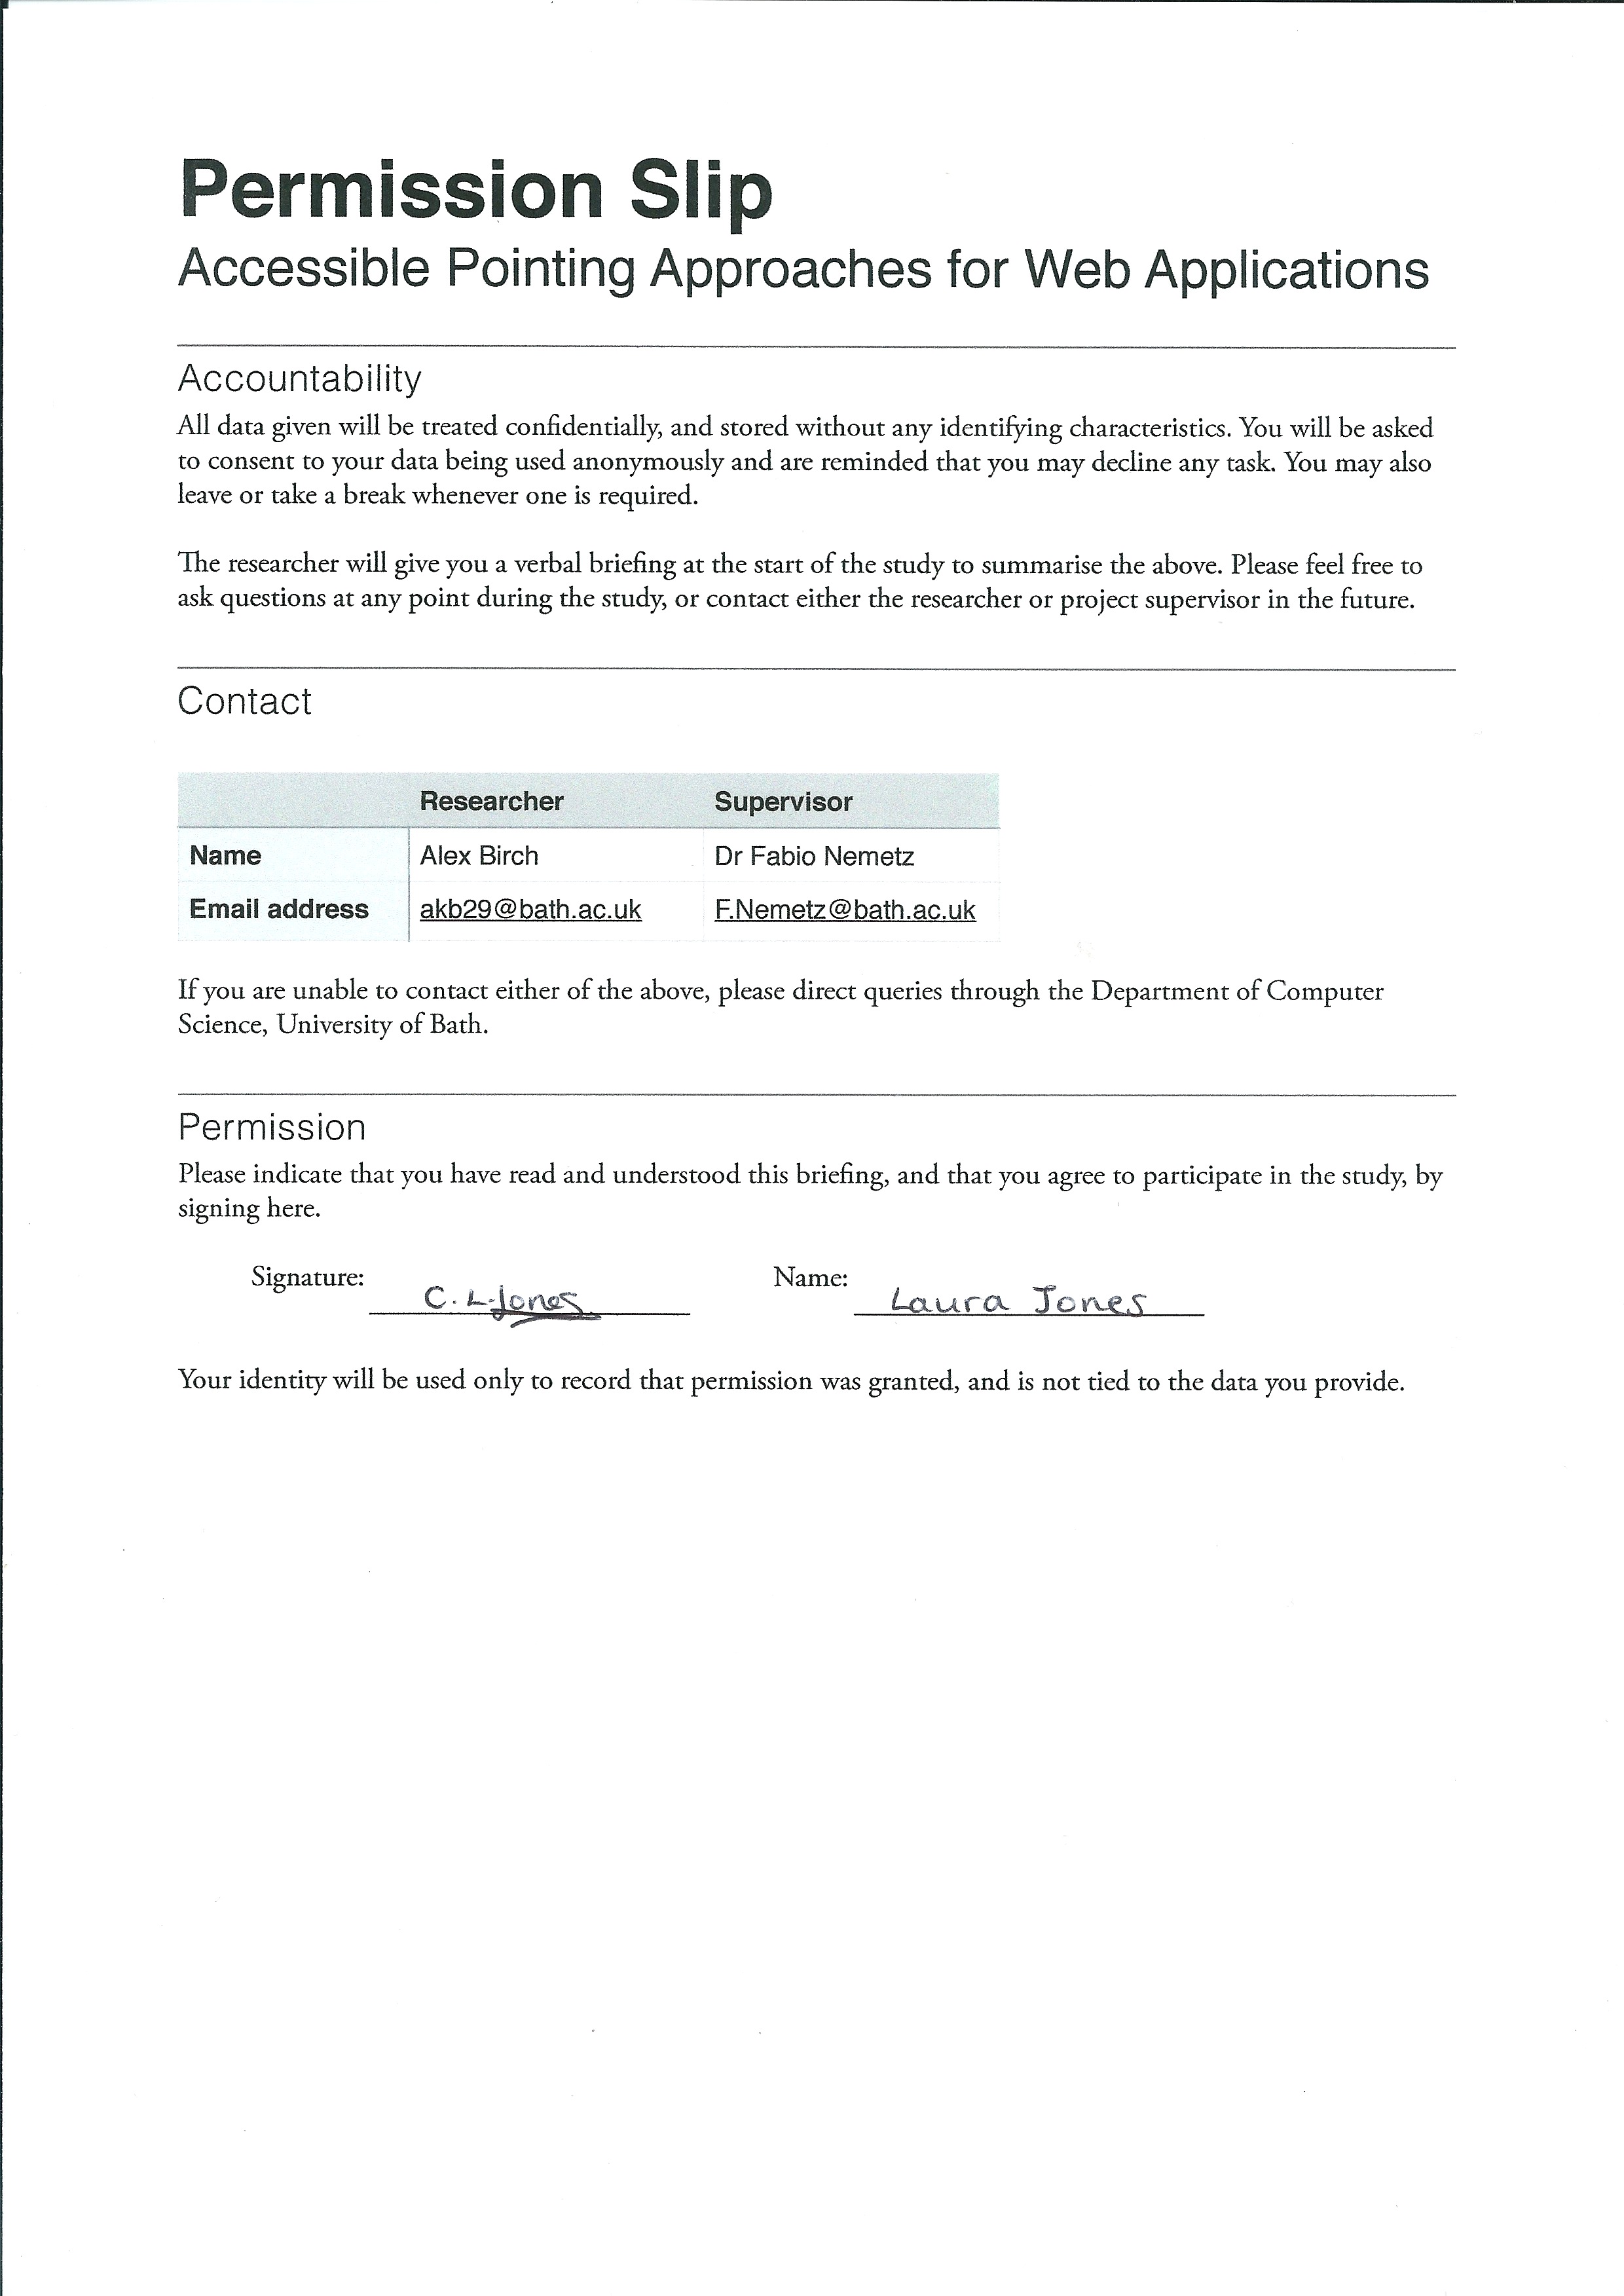 Permission Slip
Accessible Pointing Approaches for Web Applications
Accountability
All data given will be treated confidentially, and stored without any identifying characteristics. You will be asked
to consent to your data being used anonymously and are reminded that you may decline any task. You may also
leave or take a break whenever one is required.
The researcher will give you a verbal briefing at the start of the study to summarise the above. Please feel free to
ask questions at any point during the study, or contact either the researcher or project supervisor in the future.
Contact
Researcher Supervisor
Name Alex Birch Dr Fabio Nemetz
Email address akb29@bath.ac.uk F.Nemetz@bath.ac.uk
If you are unable to contact either of the above, please direct queries through the Department of Computer
Science, University of Bath.
Permission
Please indicate that you have read and understood this briefing, and that you agree to participate in the study, by
signing here.
Signature: C. L. Jones Name: Laura Jones
Your identity will be used only to record that permission was granted, and is not tied to the data you provide.